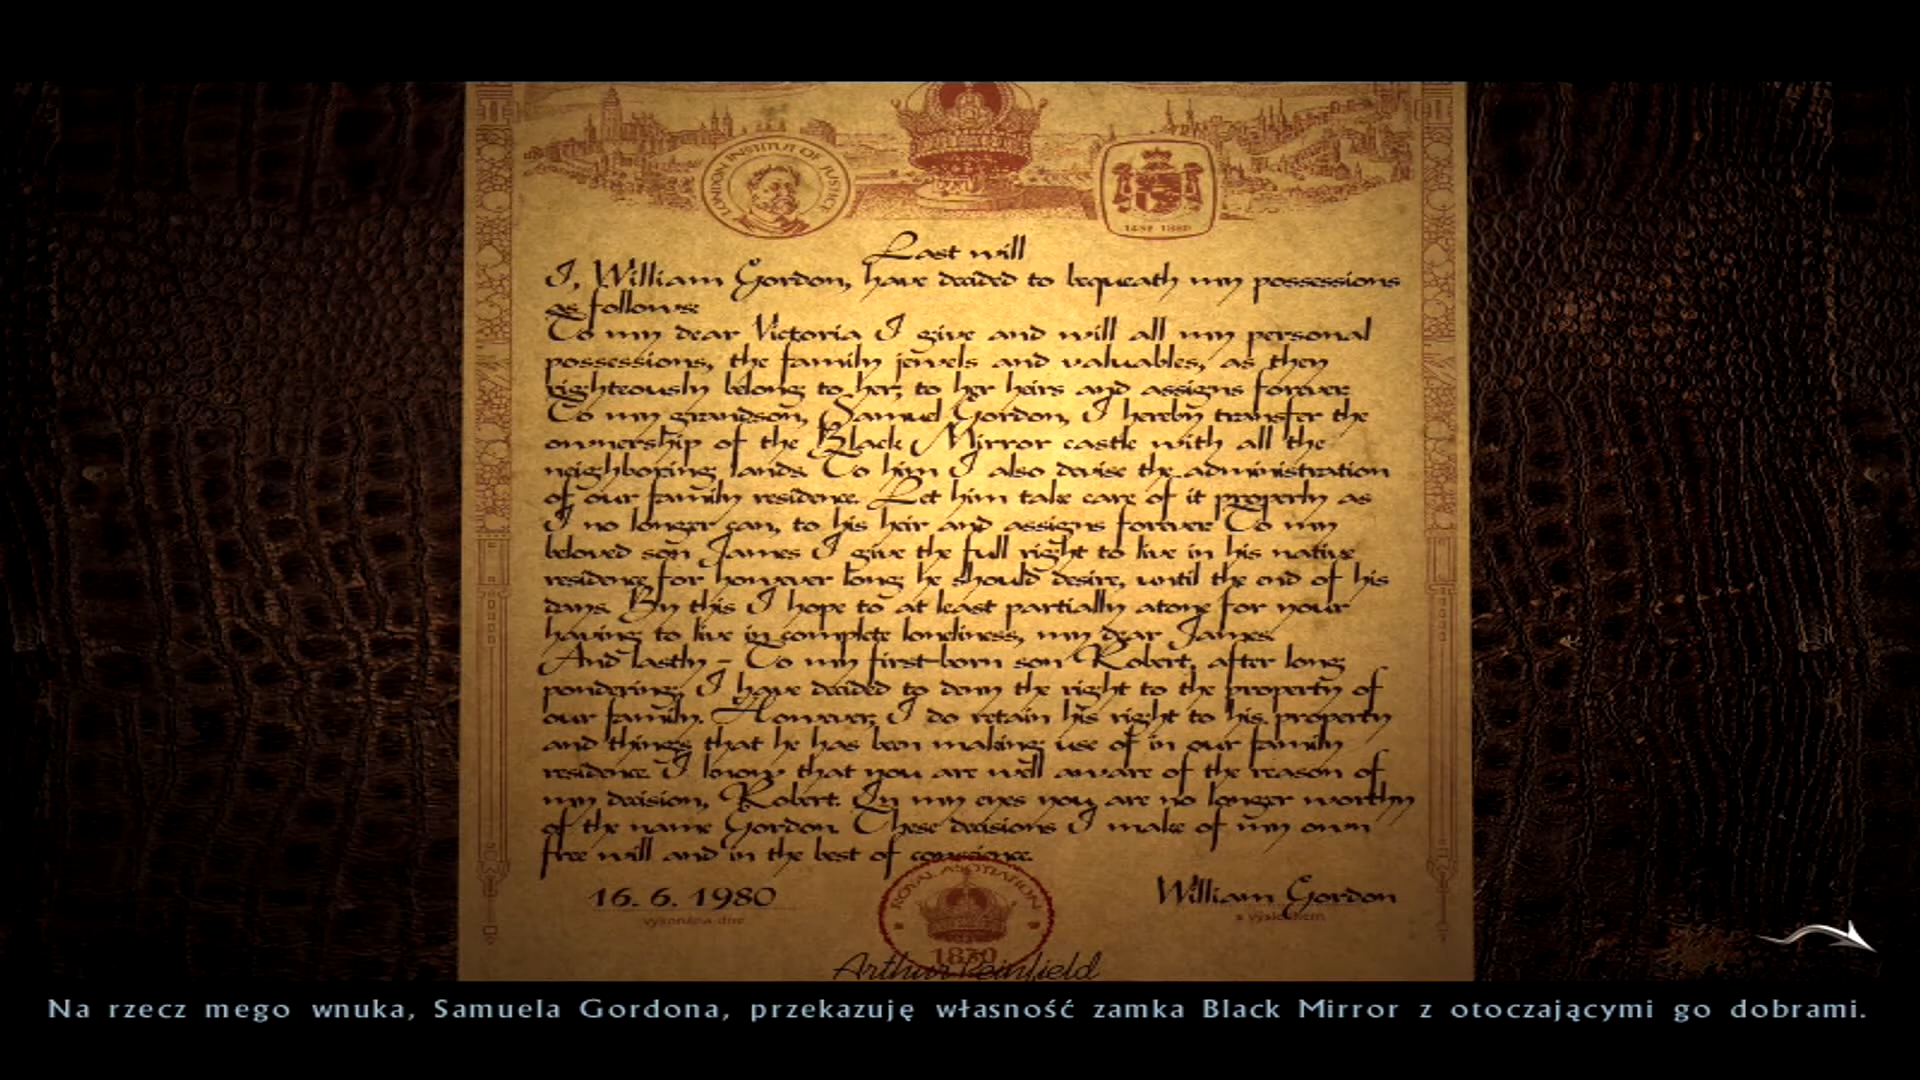 LONDON INSTITUT OF JUSTICE
1492 1880
Last will
I, William Gordon, have decided to bequeath my possessions
as follows:
To my dear Victoria I give and will all my personal
possessions, the family jewels and valuables, as they
righteously belong to her, to her heirs and assigns forever.
To my grandson, Samuel Gordon, I hereby transfer the
ownership of the Black Mirror castle with all the
neighboring lands. To him I also devise the administration
of our family residence. Let him take care of it properly as
I no longer can, to his heir and assigns forever. To my
beloved son James I give the full right to live in his native
residence for however long he should desire, until the end of his
days. By this I hope to at least partially atone for your
having to live in complete loneliness, my dear James.
And lastly - To my first-born son Robert, after long
pondering, I have decided to deny the right to the property of
our family. However, I do retain his right to his property
and things that he has been making use of in our family
residence. I know that you are well aware of the reason of
my decision, Robert. In my eyes you are no longer worthy
of the name Gordon. These decisions I make of my own
free will and in the best of conscience.
16. 6. 1980
William Gordon
vykonána dne
ROYAL ASOTIATION
1830
Arthur Reinfield
Na rzecz mego wnuka, Samuela Gordona, przekazuję własność zamka Black Mirror z otoczającymi go dobrami.